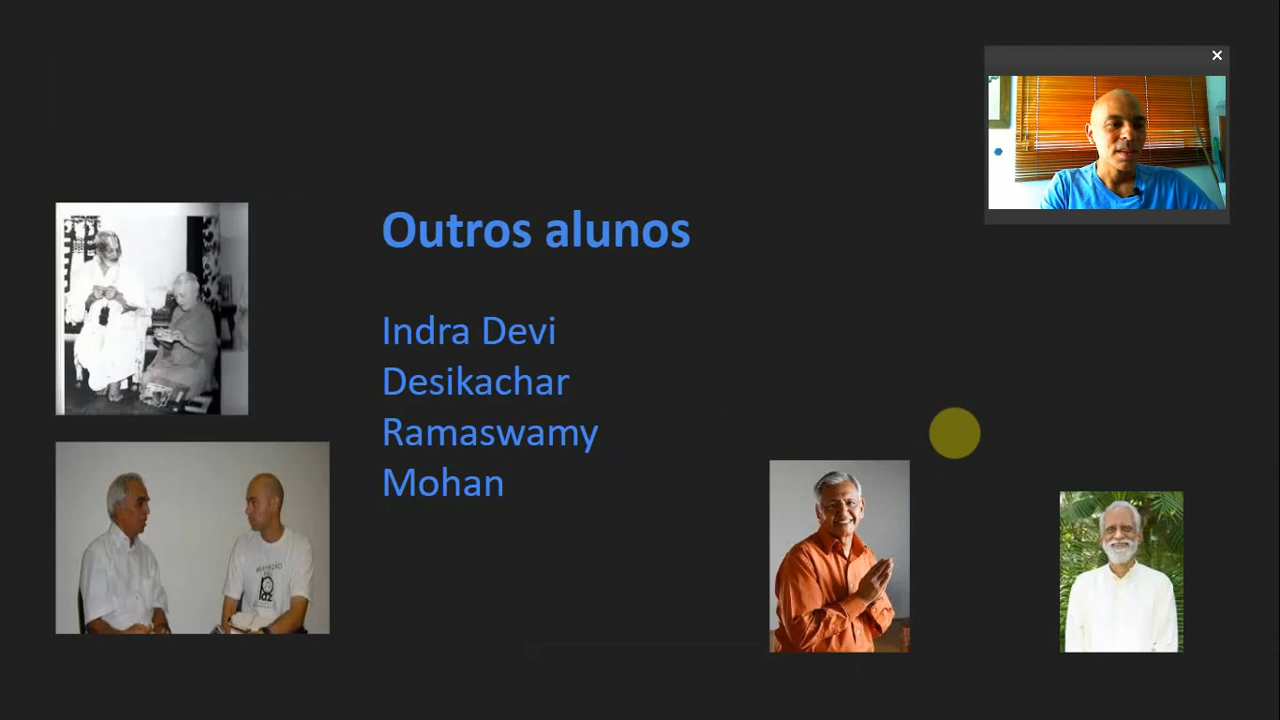 Outros alunos
Indra Devi
Desikachar
Ramaswamy
Mohan